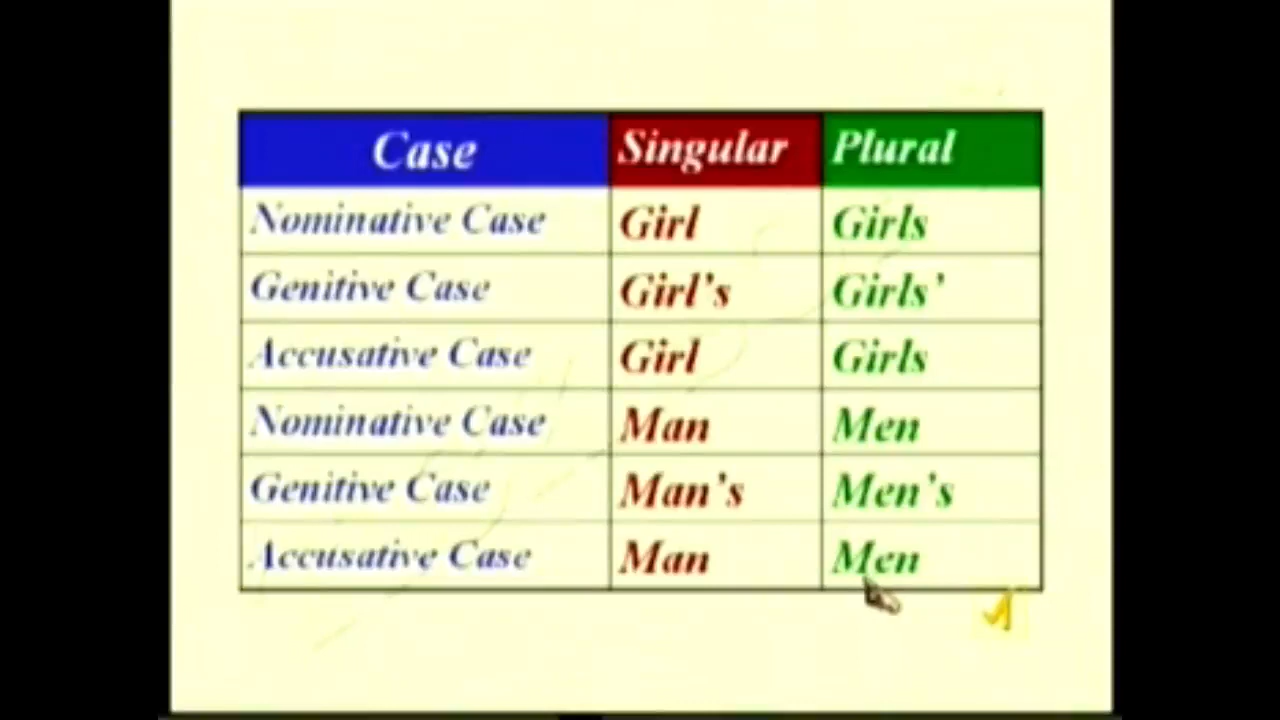 Case Singular Plural
Nominative Case Girl Girls
Genitive Case Girl’s Girls’
Accusative Case Girl Girls
Nominative Case Man Men
Genitive Case Man’s Men’s
Accusative Case Man Men